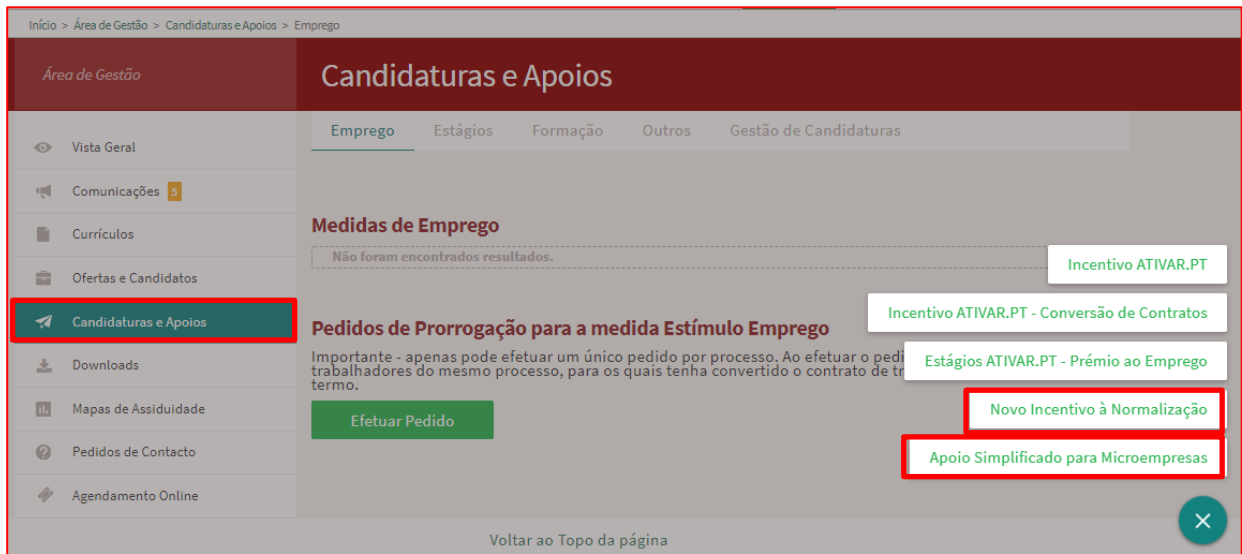 Início > Área de Gestão > Candidaturas e Apoios > Emprego
Área de Gestão
Candidaturas e Apoios
Emprego Estágios Formação Outros Gestão de Candidaturas
Vista Geral
Comunicações 5
Currículos
Ofertas e Candidatos
Candidaturas e Apoios
Downloads
Mapas de Assiduidade
Pedidos de Contacto
Agendamento Online
Medidas de Emprego
Não foram encontrados resultados.
Pedidos de Prorrogação para a medida Estímulo Emprego
Importante - apenas pode efetuar um único pedido por processo. Ao efetuar o pedi
trabalhadores do mesmo processo, para os quais tenha convertido o contrato de tr
termo.
Efetuar Pedido
Incentivo ATIVAR.PT
Incentivo ATIVAR.PT - Conversão de Contratos
Estágios ATIVAR.PT - Prémio ao Emprego
Novo Incentivo à Normalização
Apoio Simplificado para Microempresas
Voltar ao Topo da página